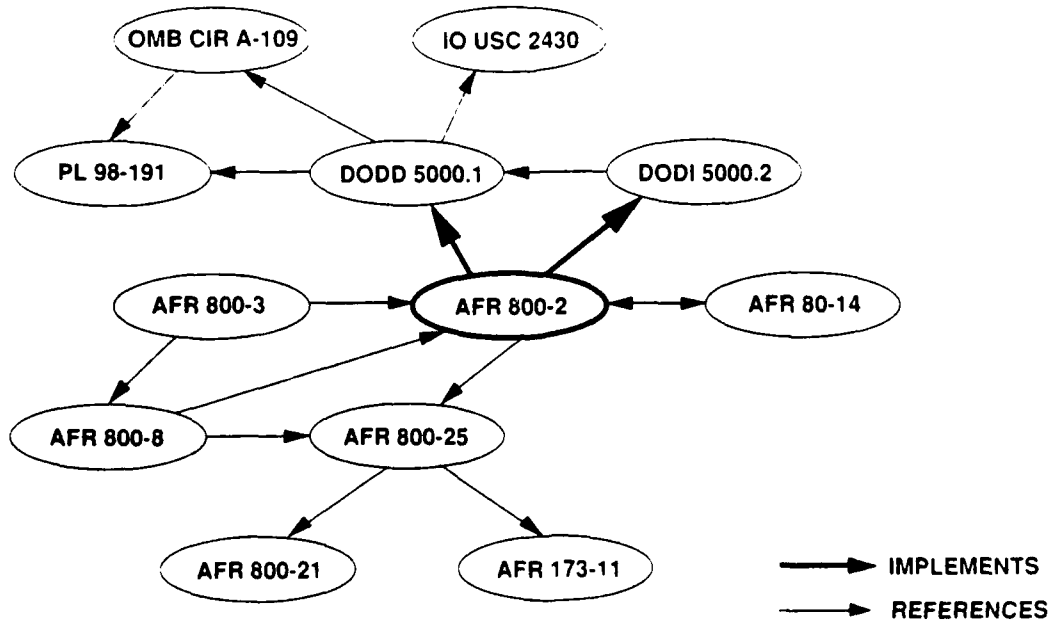 OMB CIR A-109
IO USC 2430
PL 98-191
DODD 5000.1
DODI 5000.2
AFR 800-3
AFR 800-2
AFR 80-14
AFR 800-8
AFR 800-25
AFR 800-21
AFR 173-11
IMPLEMENTS
REFERENCES